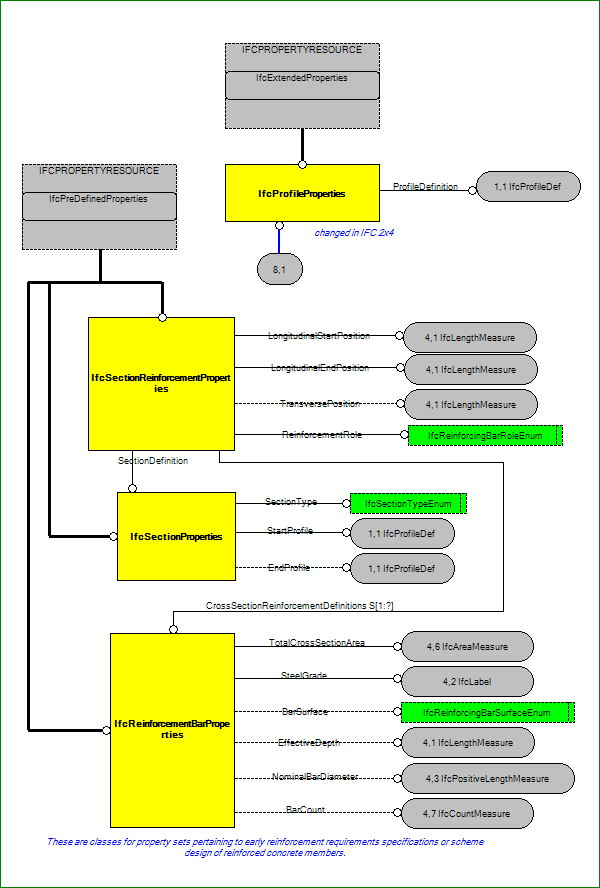 IFCPROPERTYRESOURCE
IfcExtendedProperties
IFCPROPERTYRESOURCE
IfcPreDefinedProperties
IfcProfileProperties
ProfileDefinition
1,1 IfcProfileDef
changed in IFC 2x4
8,1
IfcSectionReinforcementPropert
ies
LongitudinalStartPosition
4,1 IfcLengthMeasure
LongitudinalEndPosition
4,1 IfcLengthMeasure
TransversePosition
4,1 IfcLengthMeasure
ReinforcementRole
IfcReinforcingBarRoleEnum
SectionDefinition
IfcSectionProperties
SectionType
IfcSectionTypeEnum
StartProfile
1,1 IfcProfileDef
EndProfile
1,1 IfcProfileDef
CrossSectionReinforcementDefinitions S[1:?]
IfcReinforcementBarPrope
rties
TotalCrossSectionArea
4,6 IfcAreaMeasure
SteelGrade
4,2 IfcLabel
BarSurface
IfcReinforcingBarSurfaceEnum
EffectiveDepth
4,1 IfcLengthMeasure
NominalBarDiameter
4,3 IfcPositiveLengthMeasure
BarCount
4,7 IfcCountMeasure
These are classes for property sets pertaining to early reinforcement requirements specifications or scheme
design of reinforced concrete members.